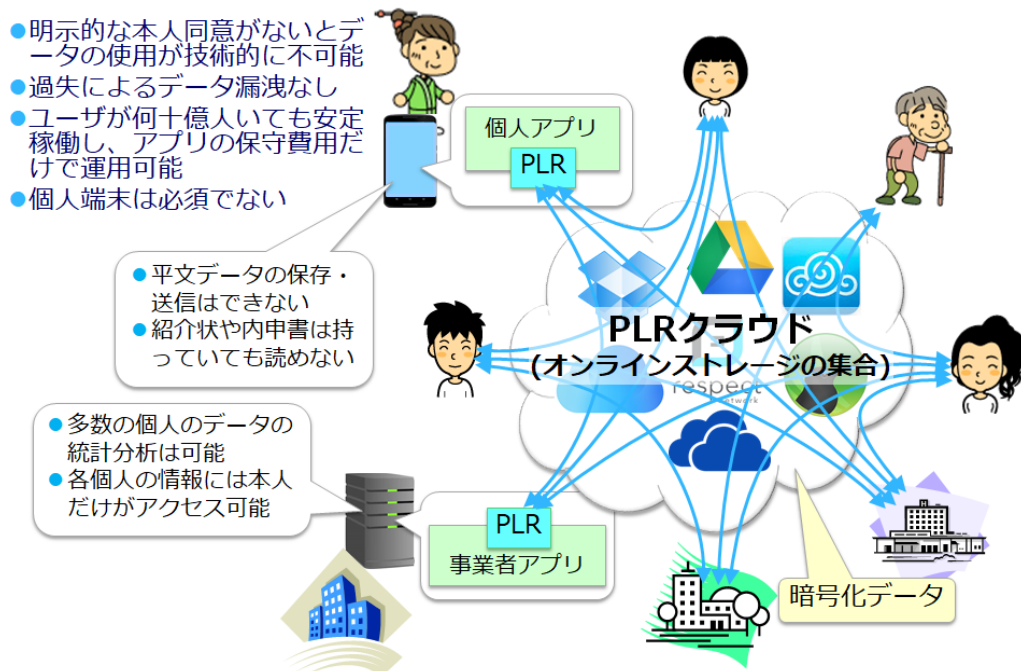 ●明示的な本人同意がないとデ
ータの使用が技術的に不可能
●過失によるデータ漏洩なし
●ユーザが何十億人いても安定
稼働し、アプリの保守費用だ
けで運用可能
●個人端末は必須でない
個人アプリ
PLR
●平文データの保存・
送信はできない
●紹介状や内申書は持
っていても読めない
PLRクラウド
(オンラインストレージの集合)
respect
network
●多数の個人のデータの
統計分析は可能
●各個人の情報には本人
だけがアクセス可能
PLR
事業者アプリ
暗号化データ